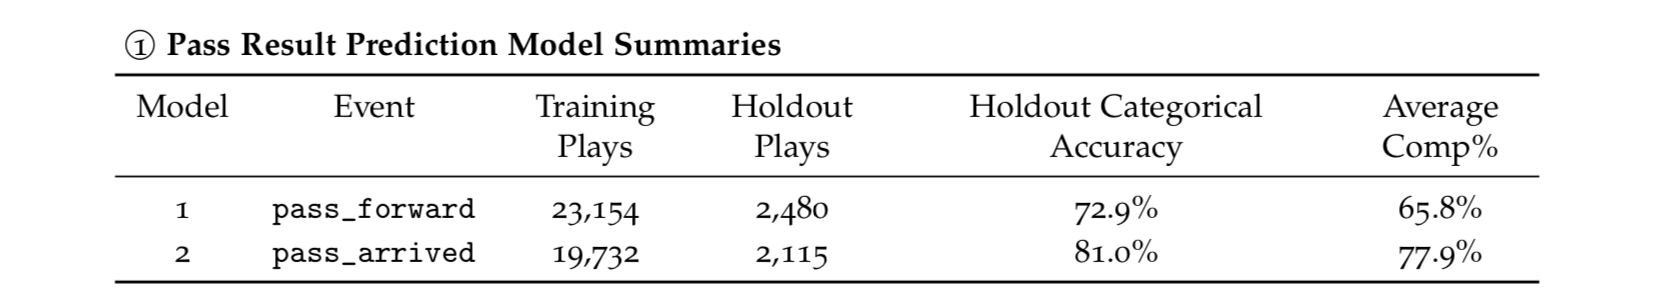 ① Pass Result Prediction Model Summaries
Model Event Training Plays Holdout Plays Holdout Categorical Accuracy Average Comp%
1 pass_forward 23,154 2,480 72.9% 65.8%
2 pass_arrived 19,732 2,115 81.0% 77.9%